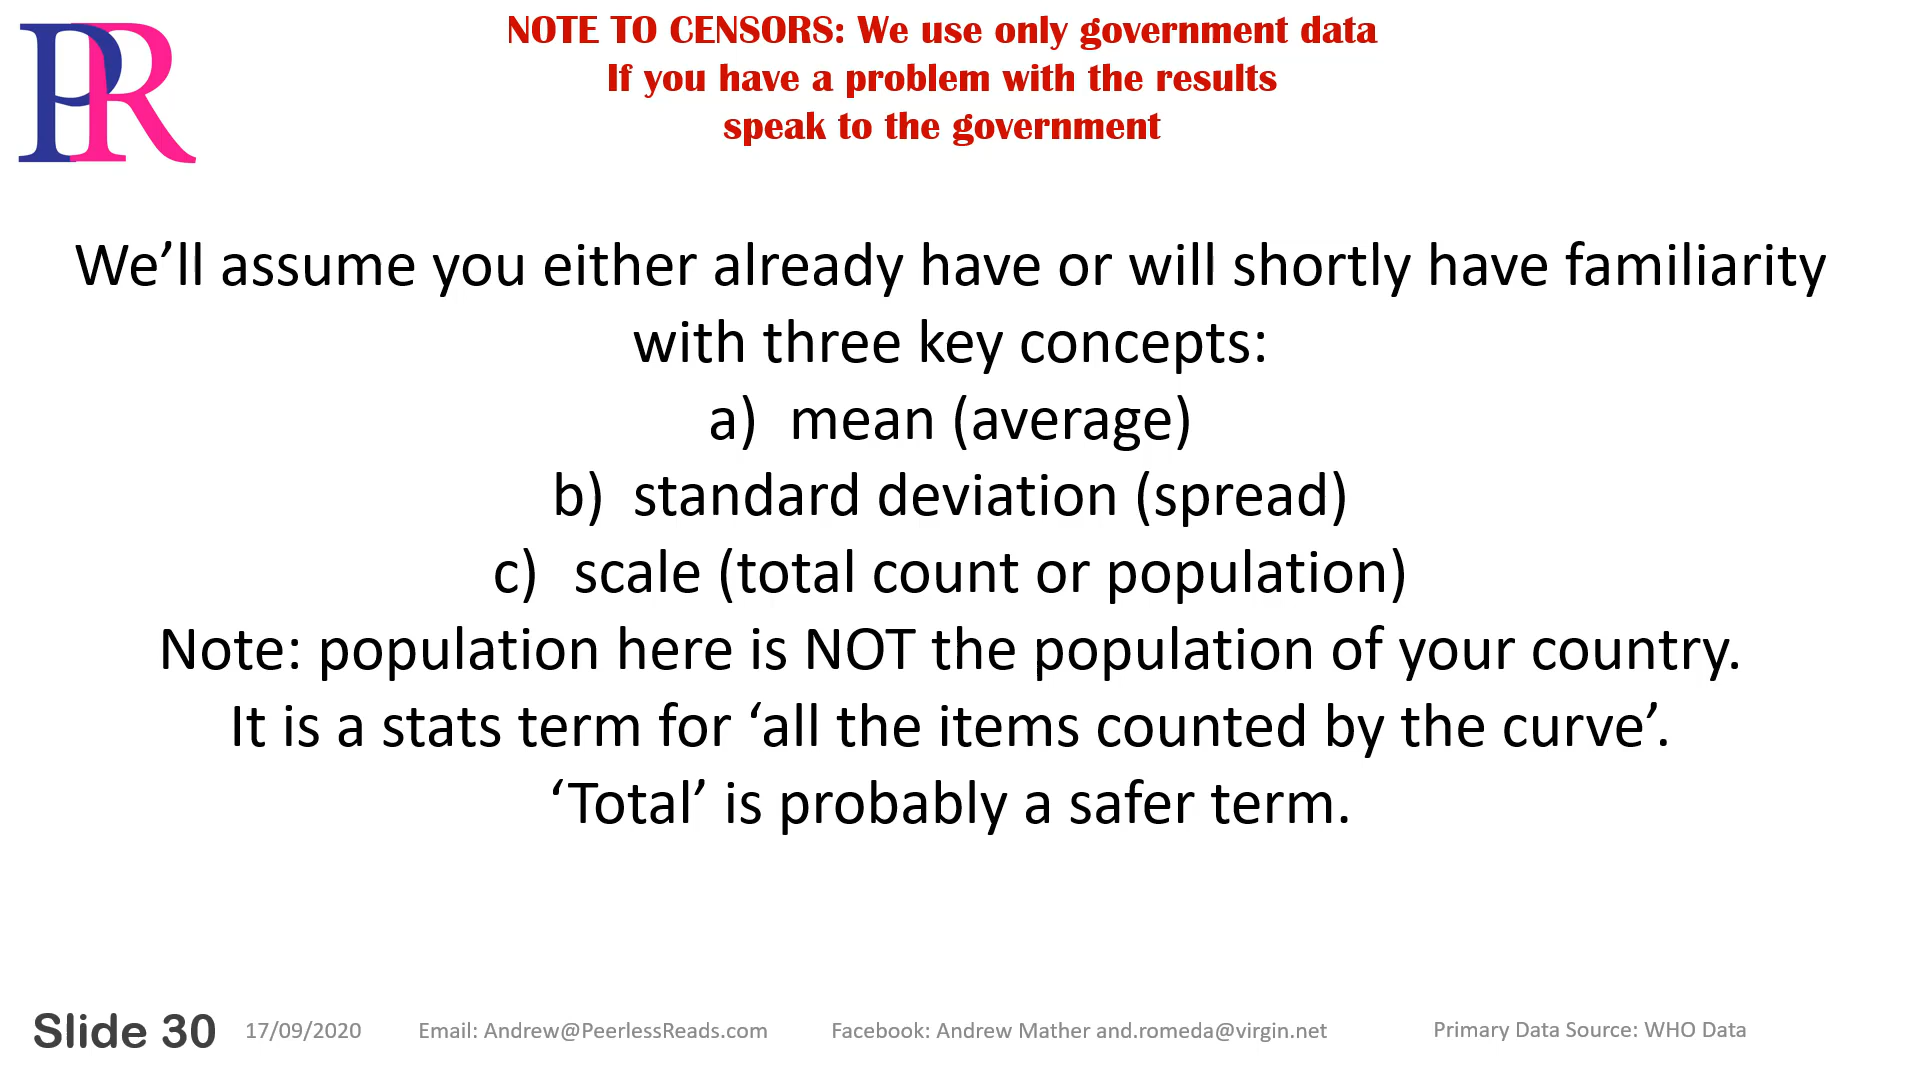 PR
NOTE TO CENSORS: We use only government data
If you have a problem with the results
speak to the government
We’ll assume you either already have or will shortly have familiarity
with three key concepts:
a) mean (average)
b) standard deviation (spread)
c) scale (total count or population)
Note: population here is NOT the population of your country.
It is a stats term for ‘all the items counted by the curve’.
‘Total’ is probably a safer term.
Slide 30 17/09/2020 Email: Andrew@PeerlessReads.com Facebook: Andrew Mather and.romeda@virgin.net Primary Data Source: WHO Data